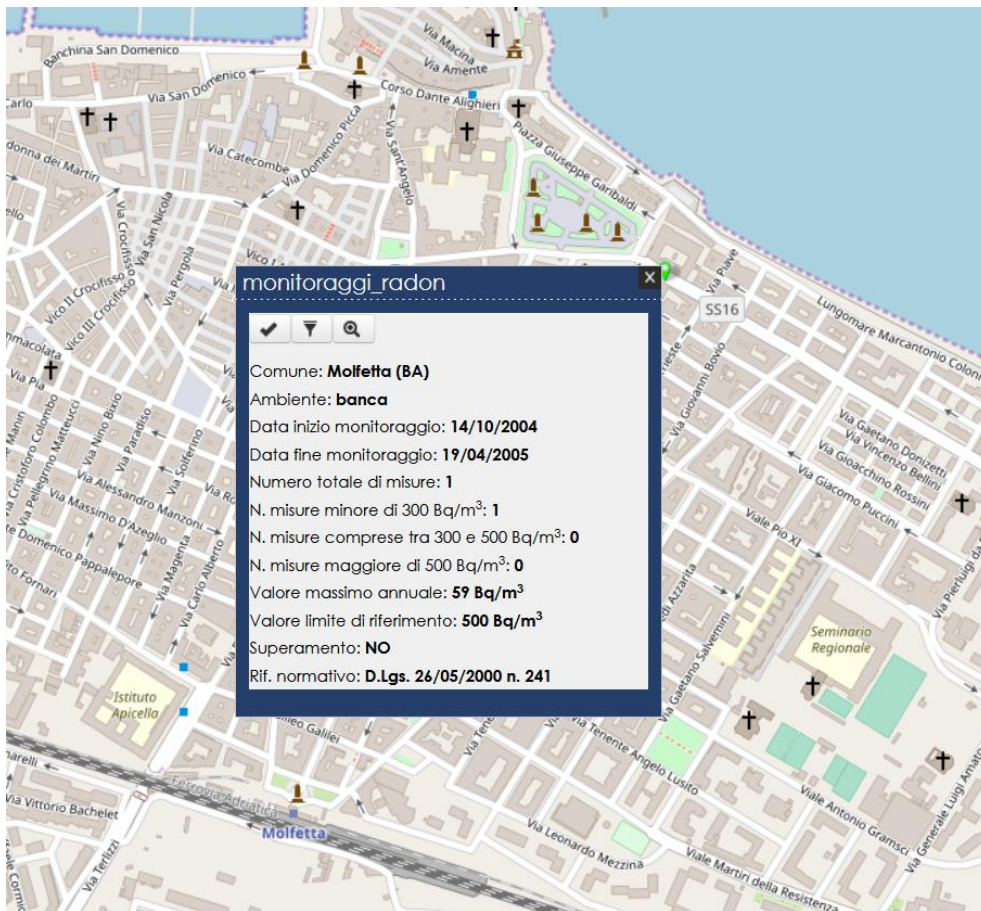 Banchina San Domenico
Via Macina
Via Amente
Via San Domenico
Corso Dante Alighieri
Via Domenico Picca
Via Sant'Angelo
Via Catecombe
Piazza Giuseppe Garibaldi
Via Crocifisso
Via San Nicola
Via Pergola
Vico II Crocifisso
Vico III Crocifisso
Via Piave
SS16
Lungomare Marcantonio Colonna
monitoraggi_radon
Comune: Molfetta (BA)
Ambiente: banca
Data inizio monitoraggio: 14/10/2004
Data fine monitoraggio: 19/04/2005
Numero totale di misure: 1
N. misure minore di 300 Bq/m³: 1
N. misure comprese tra 300 e 500 Bq/m³: 0
N. misure maggiore di 500 Bq/m³: 0
Valore massimo annuale: 59 Bq/m³
Valore limite di riferimento: 500 Bq/m³
Superamento: NO
Rif. normativo: D.Lgs. 26/05/2000 n. 241
Via Pia
Via Nino Bixio
Via Paradiso
Via Solferino
Via Alessandro Manzoni
Via Massimo D'Azeglio
Via Magenta
Via Carlo Alberto
Via Giovanni Bovio
Via Gaetano Donizetti
Via Vincenzo Bellini
Via Gioacchino Rossini
Via Giacomo Puccini
Viale Pio XI
Via Gaetano Salvemini
Seminario
Regionale
Istituto
Apicella
Ferrovia Adriatica
Molfetta
Via Vittorio Bachelet
Via Terlizzi
Via Tenente Angelo Lusito
Via Leonardo Mezzina
Viale Antonio Gramsci
Viale Martiri della Resistenza